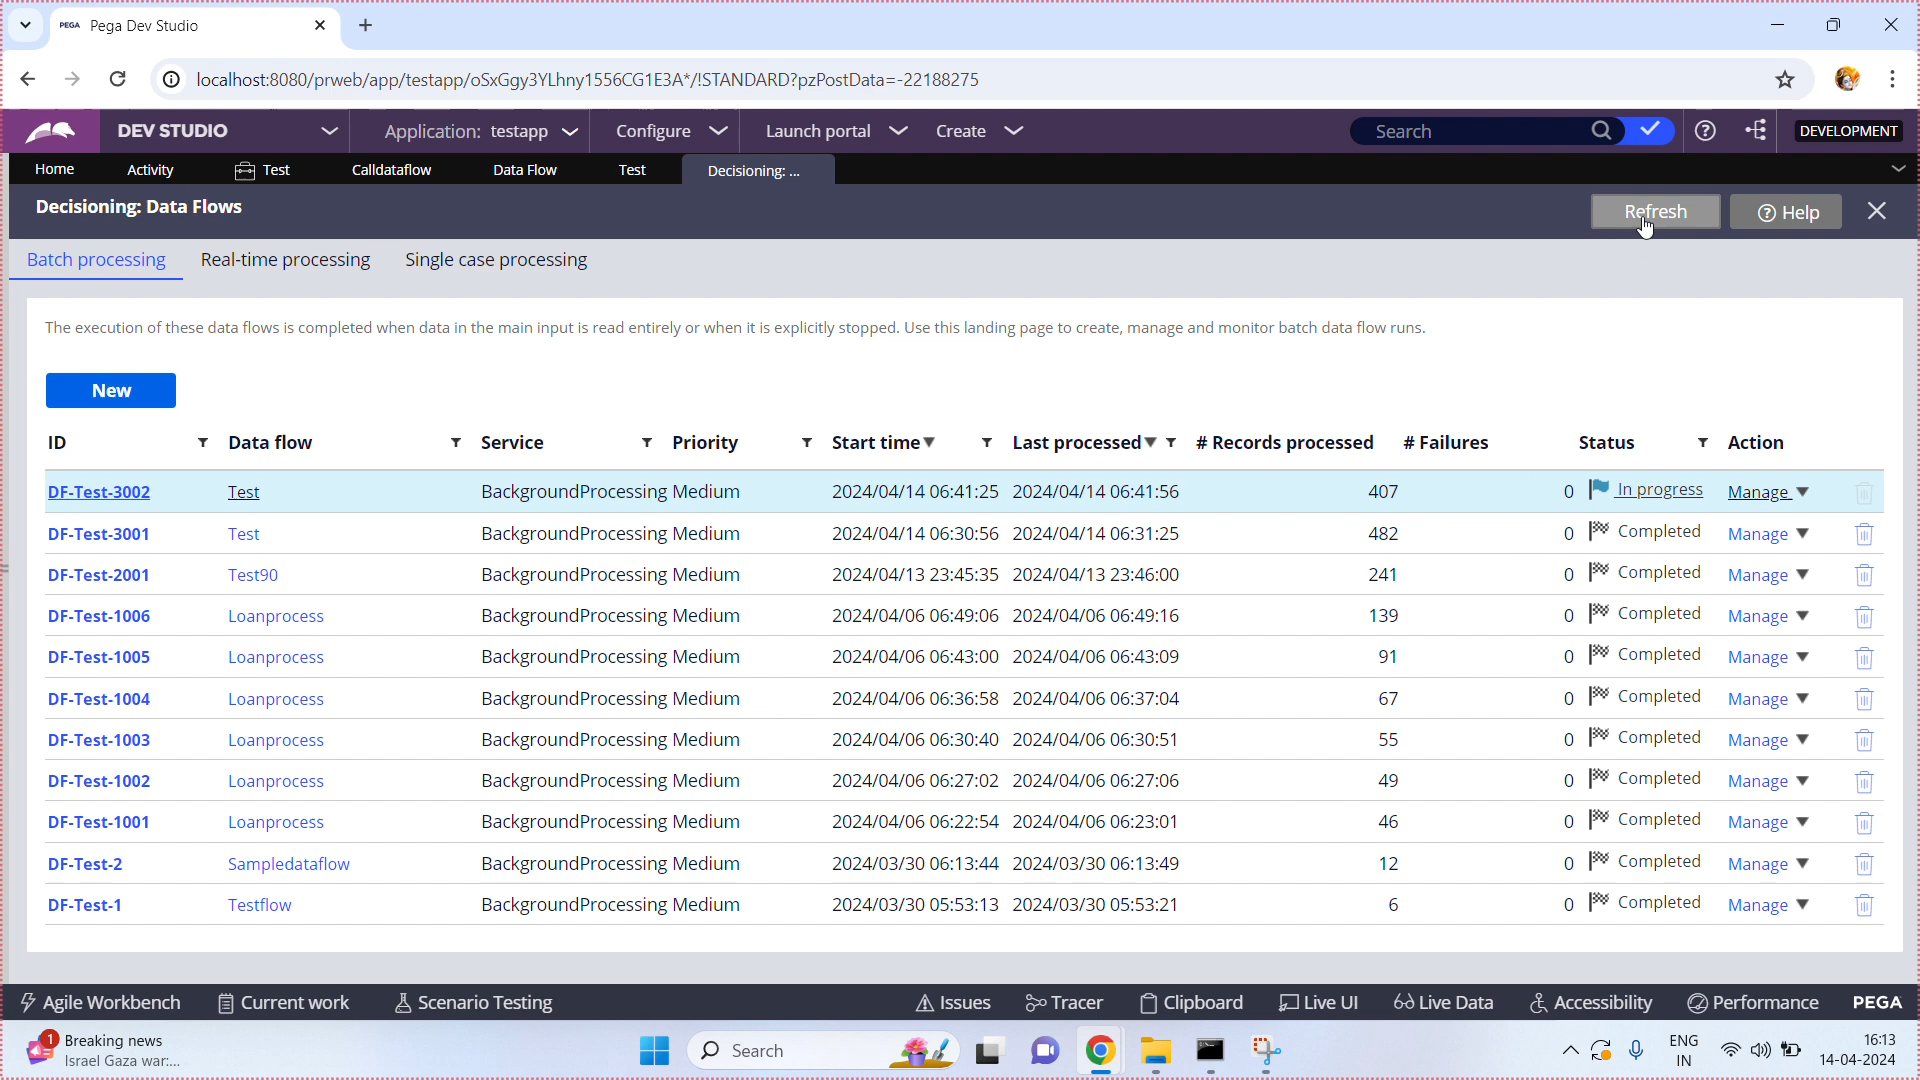 PEGA Pega Dev Studio
localhost:8080/prweb/app/testapp/oSxGgy3YLhny1556CG1E3A*/!STANDARD?pzPostData=-22188275
DEV STUDIO Application: testapp Configure Launch portal Create Search DEVELOPMENT
Home Activity Test Calldataflow Data Flow Test Decisioning: ...
Decisioning: Data Flows Refresh Help
Batch processing Real-time processing Single case processing
The execution of these data flows is completed when data in the main input is read entirely or when it is explicitly stopped. Use this landing page to create, manage and monitor batch data flow runs.
New
ID Data flow Service Priority Start time Last processed # Records processed # Failures Status Action
DF-Test-3002 Test BackgroundProcessing Medium 2024/04/14 06:41:25 2024/04/14 06:41:56 407 0 In progress Manage
DF-Test-3001 Test BackgroundProcessing Medium 2024/04/14 06:30:56 2024/04/14 06:31:25 482 0 Completed Manage
DF-Test-2001 Test90 BackgroundProcessing Medium 2024/04/13 23:45:35 2024/04/13 23:46:00 241 0 Completed Manage
DF-Test-1006 Loanprocess BackgroundProcessing Medium 2024/04/06 06:49:06 2024/04/06 06:49:16 139 0 Completed Manage
DF-Test-1005 Loanprocess BackgroundProcessing Medium 2024/04/06 06:43:00 2024/04/06 06:43:09 91 0 Completed Manage
DF-Test-1004 Loanprocess BackgroundProcessing Medium 2024/04/06 06:36:58 2024/04/06 06:37:04 67 0 Completed Manage
DF-Test-1003 Loanprocess BackgroundProcessing Medium 2024/04/06 06:30:40 2024/04/06 06:30:51 55 0 Completed Manage
DF-Test-1002 Loanprocess BackgroundProcessing Medium 2024/04/06 06:27:02 2024/04/06 06:27:06 49 0 Completed Manage
DF-Test-1001 Loanprocess BackgroundProcessing Medium 2024/04/06 06:22:54 2024/04/06 06:23:01 46 0 Completed Manage
DF-Test-2 Sampledataflow BackgroundProcessing Medium 2024/03/30 06:13:44 2024/03/30 06:13:49 12 0 Completed Manage
DF-Test-1 Testflow BackgroundProcessing Medium 2024/03/30 05:53:13 2024/03/30 05:53:21 6 0 Completed Manage
Agile Workbench Current work Scenario Testing Issues Tracer Clipboard Live UI Live Data Accessibility Performance PEGA
1 Breaking news
Israel Gaza war:...
Search
ENG
IN
16:13
14-04-2024